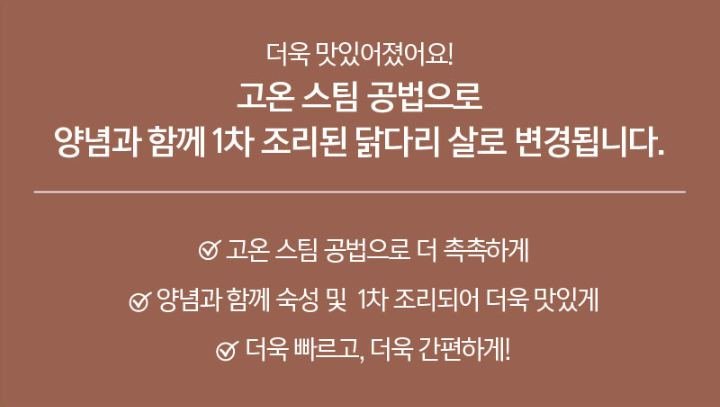 더욱 맛있어졌어요!
고온 스팀 공법으로
양념과 함께 1차 조리된 닭다리 살로 변경됩니다.
고온 스팀 공법으로 더 촉촉하게
양념과 함께 숙성 및 1차 조리되어 더욱 맛있게
더욱 빠르고, 더욱 간편하게!